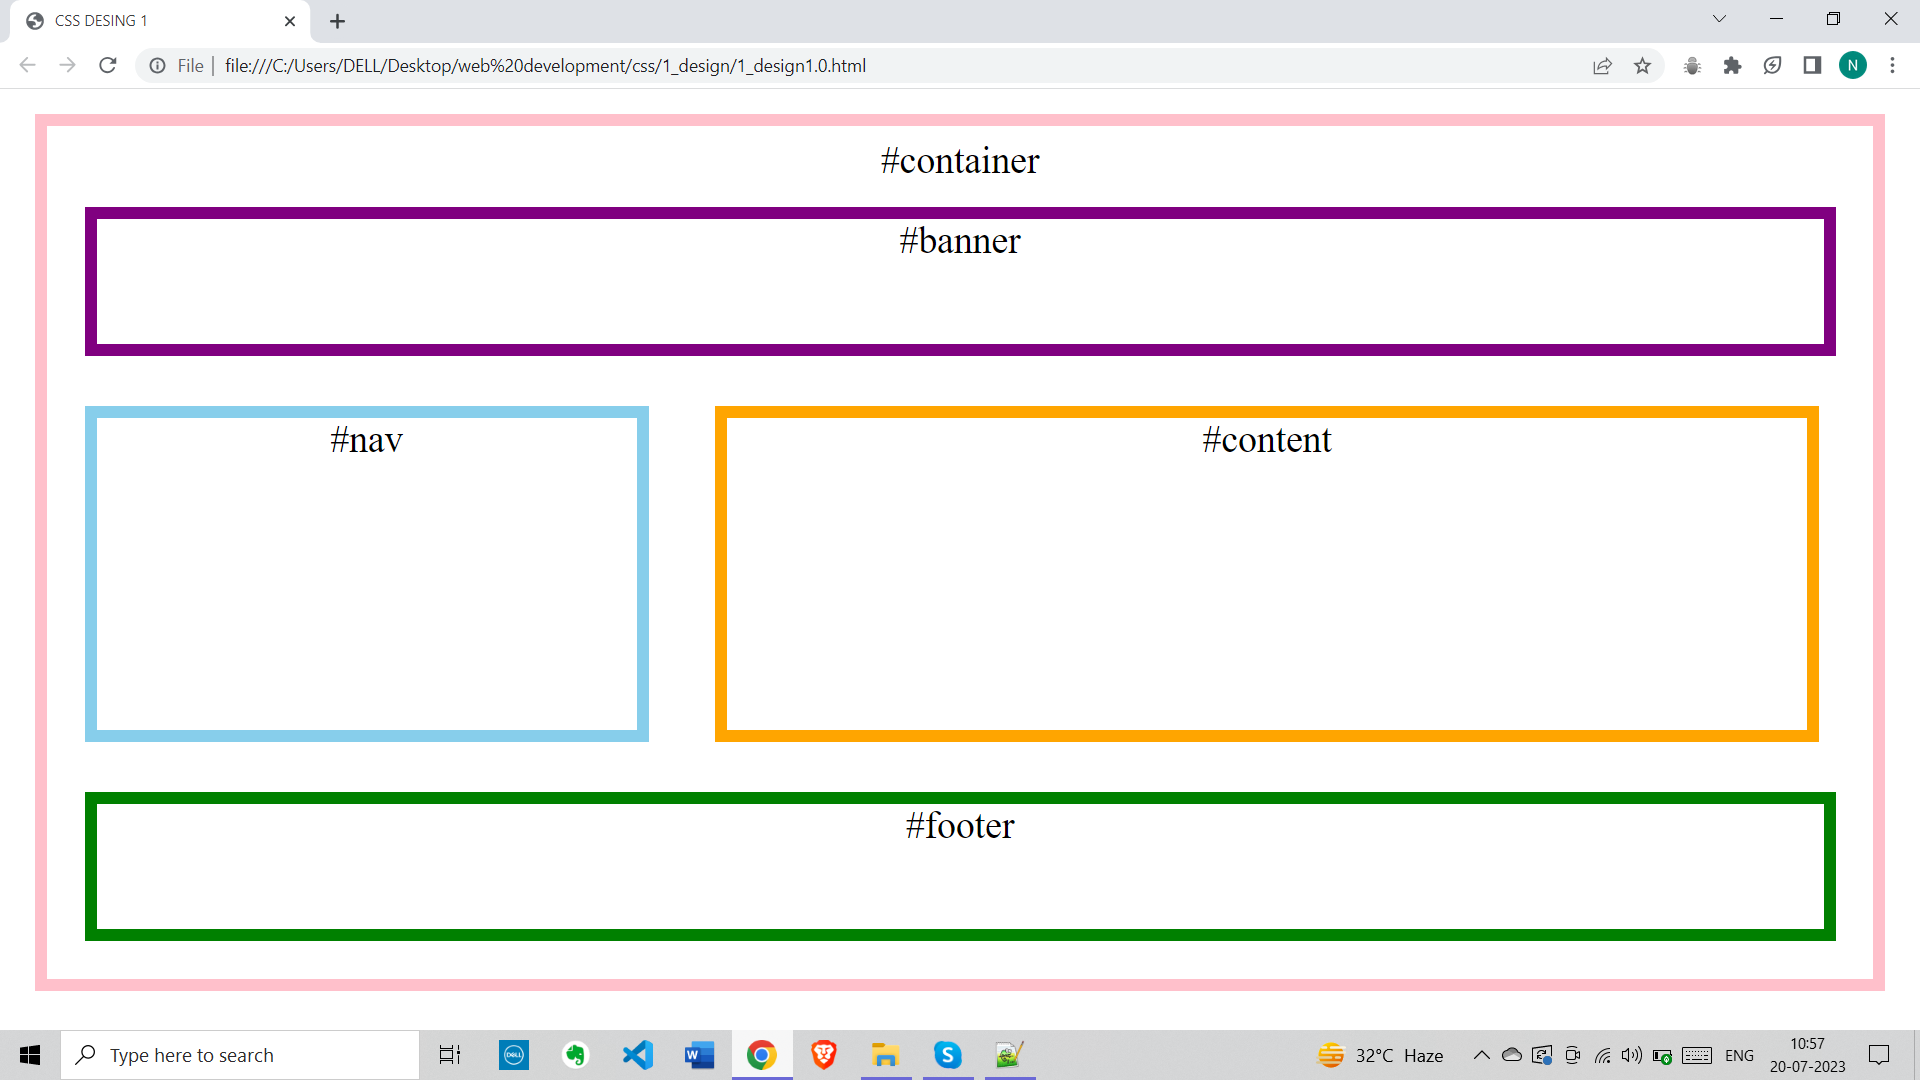 CSS DESING 1
File | file:///C:/Users/DELL/Desktop/web%20development/css/1_design/1_design1.0.html
N
#container
#banner
#nav
#content
#footer
Type here to search
DELL
W
S
32°C Haze
ENG
10:57
20-07-2023